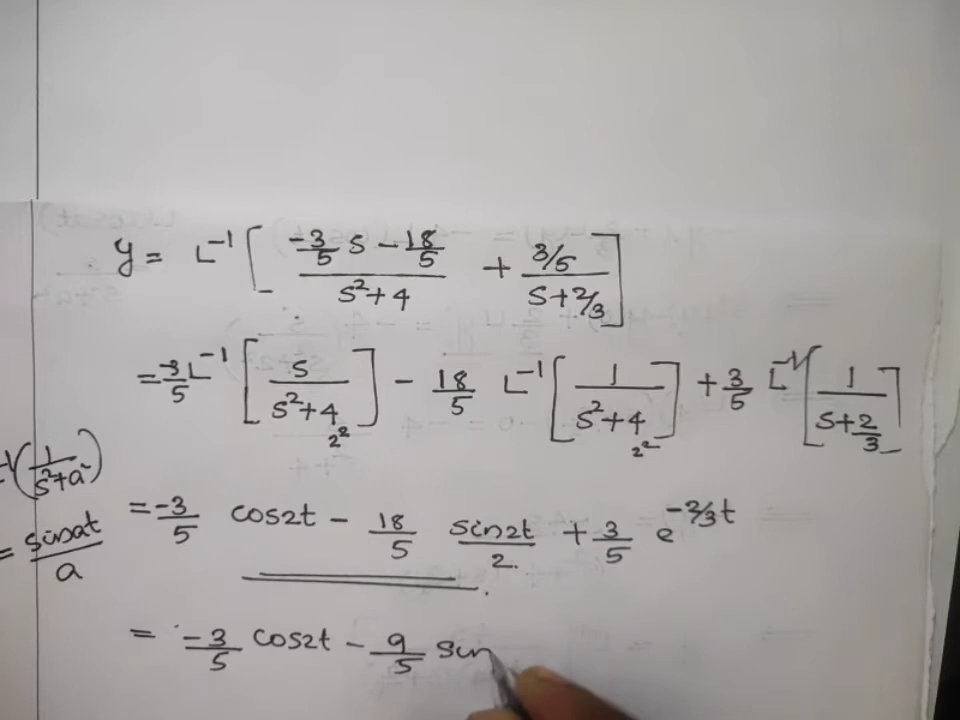 y = L⁻¹ [ (-3/5 s - 18/5)/(s²+4) + (3/5)/(s+2/3) ]
= -3/5 L⁻¹ [ s/(s²+4) ] - 18/5 L⁻¹ [ 1/(s²+4) ] + 3/5 L⁻¹ [ 1/(s+2/3) ]
2² 2²
⁻¹ ( 1/(s²+a²) )
= sinat/a
= -3/5 cos2t - 18/5 sin2t/2. + 3/5 e^(-2/3t)
= -3/5 cos2t - 9/5 sin